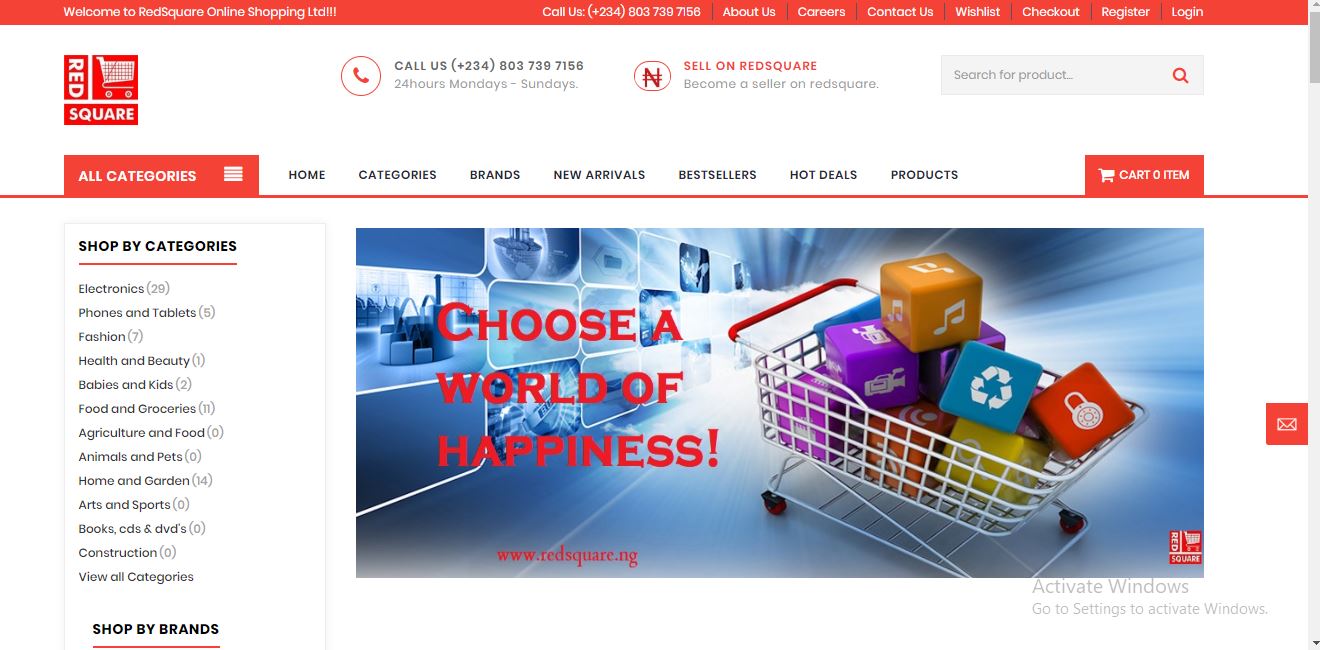 Welcome to RedSquare Online Shopping Ltd!!!
Call Us: (+234) 803 739 7156
About Us
Careers
Contact Us
Wishlist
Checkout
Register
Login
RED
SQUARE
CALL US (+234) 803 739 7156
24hours Mondays - Sundays.
SELL ON REDSQUARE
Become a seller on redsquare.
Search for product...
ALL CATEGORIES
HOME
CATEGORIES
BRANDS
NEW ARRIVALS
BESTSELLERS
HOT DEALS
PRODUCTS
CART 0 ITEM
SHOP BY CATEGORIES
Electronics (29)
Phones and Tablets (5)
Fashion (7)
Health and Beauty (1)
Babies and Kids (2)
Food and Groceries (11)
Agriculture and Food (0)
Animals and Pets (0)
Home and Garden (14)
Arts and Sports (0)
Books, cds & dvd's (0)
Construction (0)
View all Categories
SHOP BY BRANDS
CHOOSE A
WORLD OF
HAPPINESS!
www.redsquare.ng
RED
SQUARE
Activate Windows
Go to Settings to activate Windows.